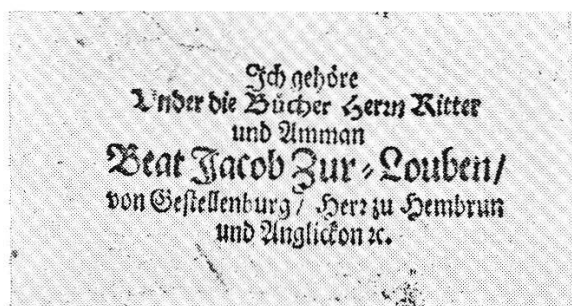 Ich gehöre
Vnder die Bücher Herrn Ritter
und Amman
Beat Jacob Zur-Louben/
von Gestellenburg/ Herr zu Hembrun
und Anglickon ꝛc.